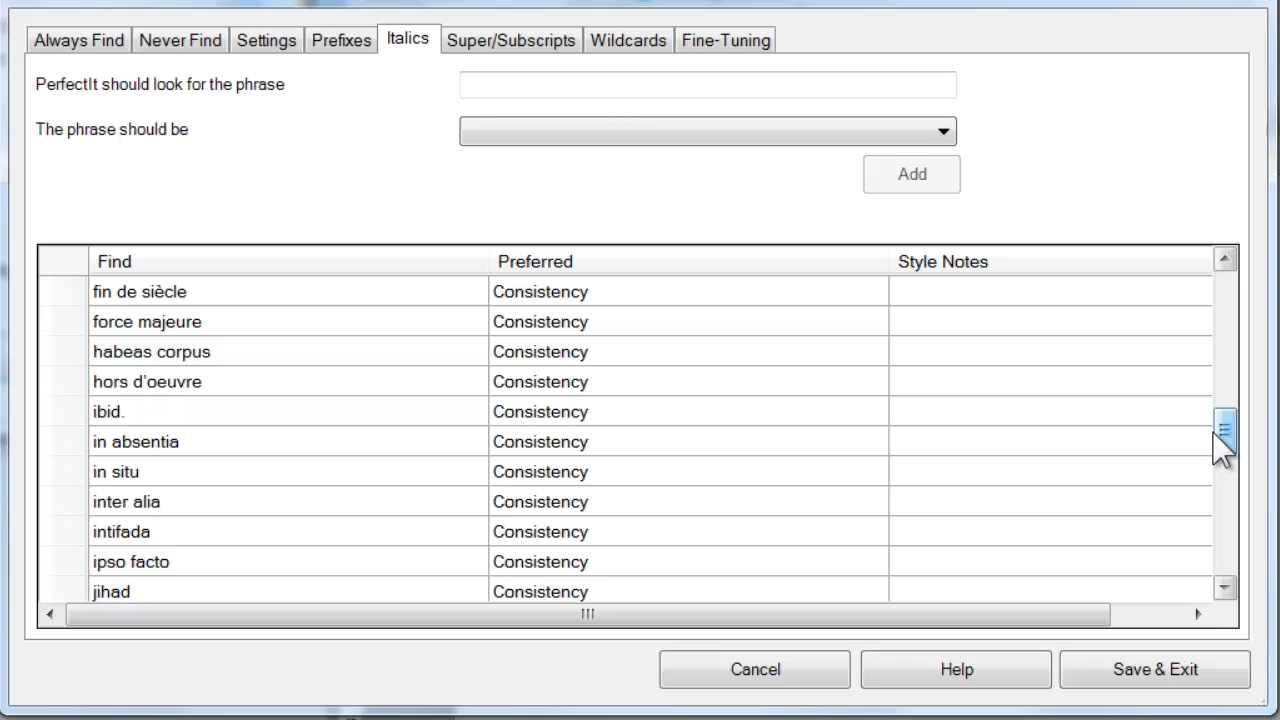 Always Find Never Find Settings Prefixes Italics Super/Subscripts Wildcards Fine-Tuning
PerfectIt should look for the phrase
The phrase should be
Add
Find Preferred Style Notes
fin de siècle Consistency
force majeure Consistency
habeas corpus Consistency
hors d'oeuvre Consistency
ibid. Consistency
in absentia Consistency
in situ Consistency
inter alia Consistency
intifada Consistency
ipso facto Consistency
jihad Consistency
Cancel Help Save & Exit